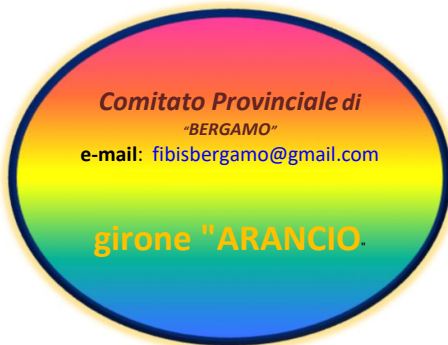 Comitato Provinciale di
"BERGAMO"
e-mail: fibisbergamo@gmail.com
girone "ARANCIO"